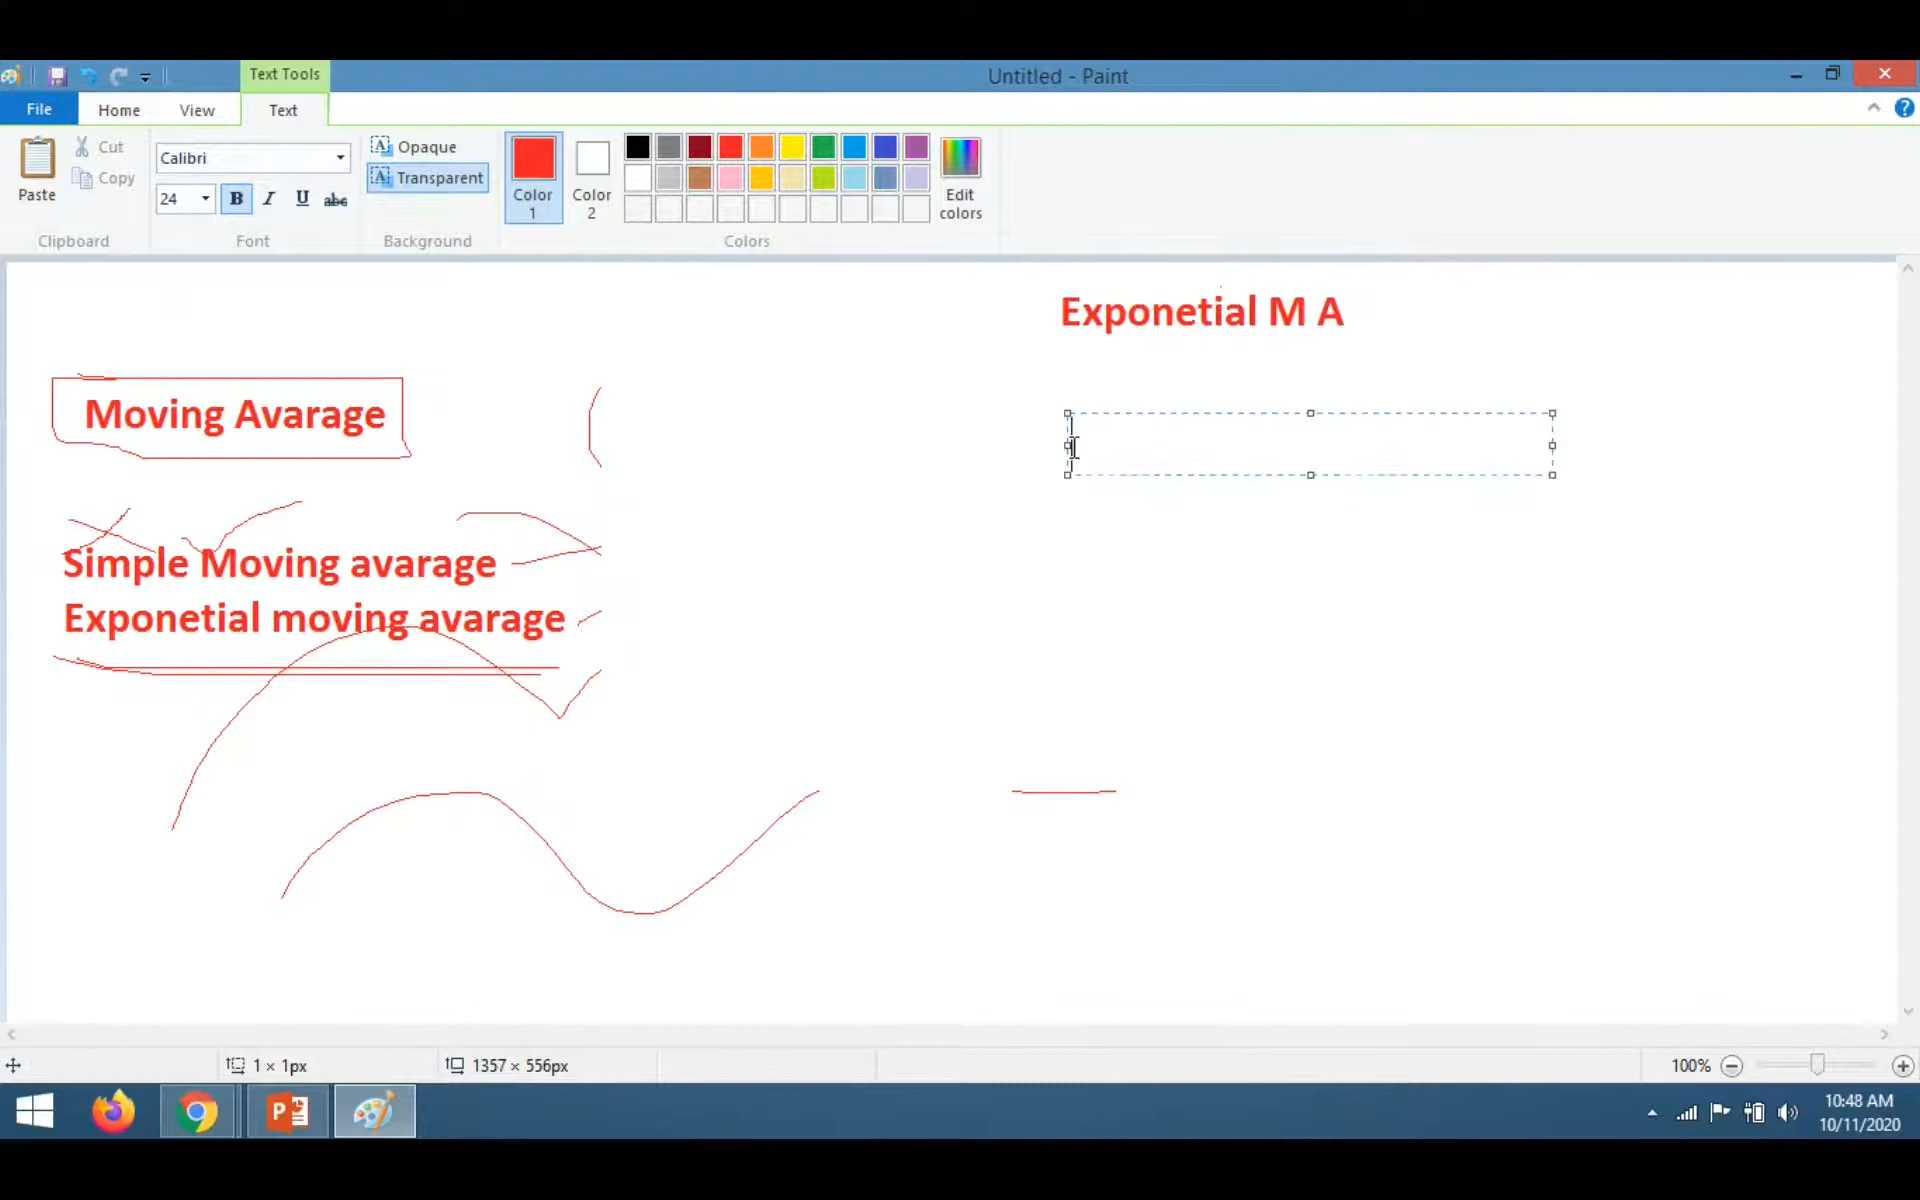 Text Tools
Untitled - Paint
File
Home
View
Text
Paste
Cut
Copy
Clipboard
Calibri
24
B I U abc
Font
Opaque
Transparent
Background
Color
1
Color
2
Edit
colors
Colors
Exponetial M A
Moving Avarage
Simple Moving avarage
Exponetial moving avarage
1 × 1px
1357 × 556px
100%
10:48 AM
10/11/2020